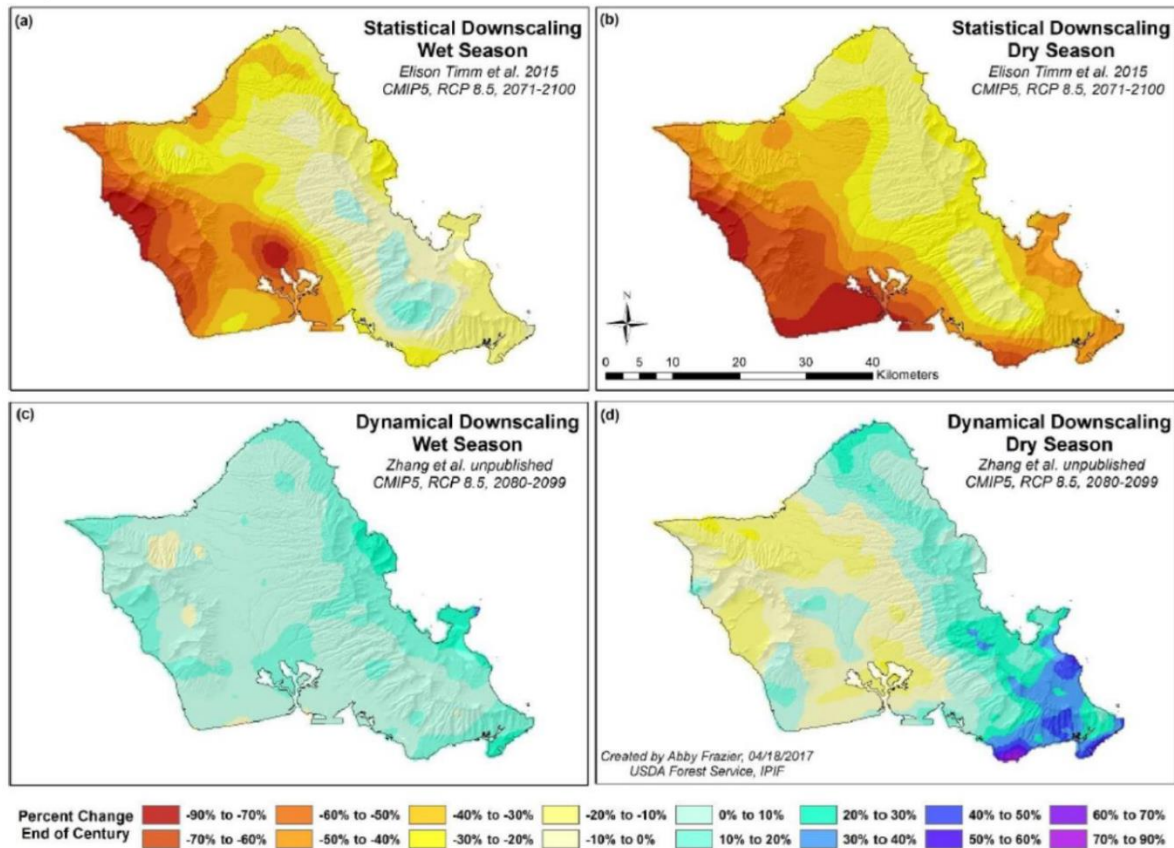 (a)
Statistical Downscaling
Wet Season
Elison Timm et al. 2015
CMIP5, RCP 8.5, 2071-2100
(b)
Statistical Downscaling
Dry Season
Elison Timm et al. 2015
CMIP5, RCP 8.5, 2071-2100
N
0 5 10 20 30 40
Kilometers
(c)
Dynamical Downscaling
Wet Season
Zhang et al. unpublished
CMIP5, RCP 8.5, 2080-2099
(d)
Dynamical Downscaling
Dry Season
Zhang et al. unpublished
CMIP5, RCP 8.5, 2080-2099
Created by Abby Frazier, 04/18/2017
USDA Forest Service, IPIF
Percent Change
End of Century
-90% to -70% -60% to -50% -40% to -30% -20% to -10% 0% to 10% 20% to 30% 40% to 50% 60% to 70%
-70% to -60% -50% to -40% -30% to -20% -10% to 0% 10% to 20% 30% to 40% 50% to 60% 70% to 90%